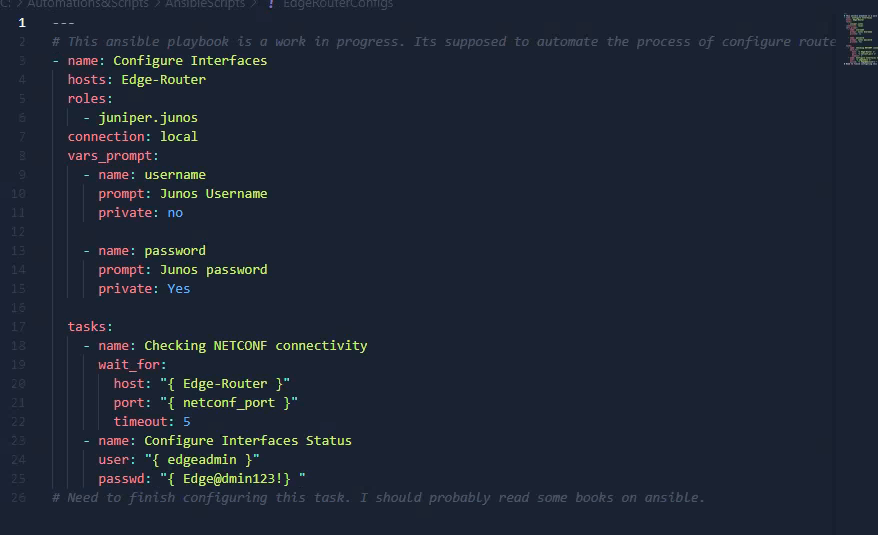 C: > Automations&Scripts > AnsibleScripts > ! EdgeRouterConfigs
1 ---
2 # This ansible playbook is a work in progress. Its supposed to automate the process of configure route
3 - name: Configure Interfaces
4 hosts: Edge-Router
5 roles:
6 - juniper.junos
7 connection: local
8 vars_prompt:
9 - name: username
10 prompt: Junos Username
11 private: no
12
13 - name: password
14 prompt: Junos password
15 private: Yes
16
17 tasks:
18 - name: Checking NETCONF connectivity
19 wait_for:
20 host: "{ Edge-Router }"
21 port: "{ netconf_port }"
22 timeout: 5
23 - name: Configure Interfaces Status
24 user: "{ edgeadmin }"
25 passwd: "{ Edge@dmin123!} "
26 # Need to finish configuring this task. I should probably read some books on ansible.